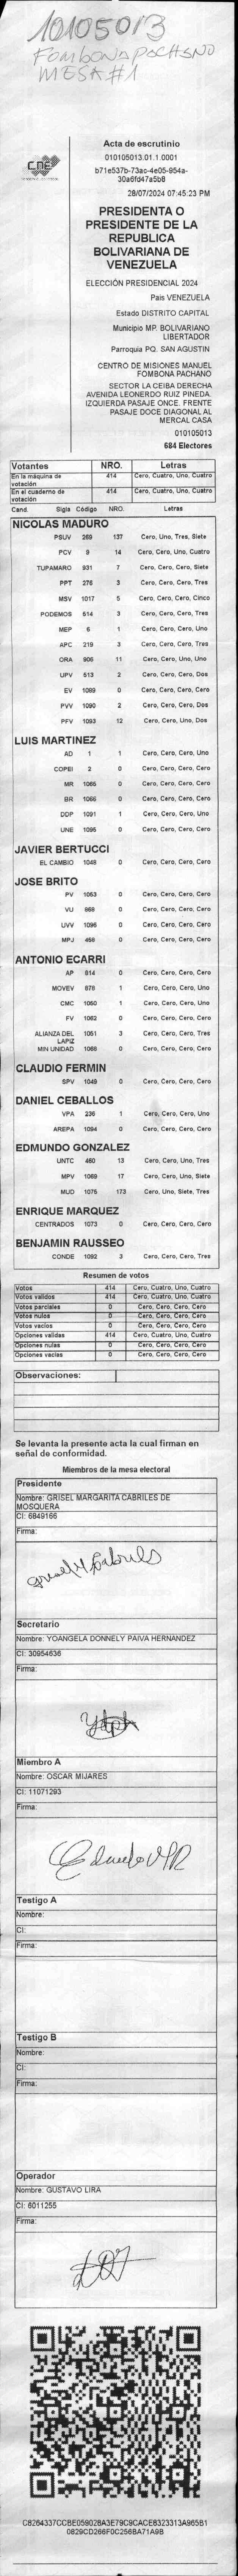 10105013
FOMBONA PACHANO
MESA #1
CNE
Acta de escrutinio
010105013.01.1.0001
b71e537b-73ac-4e05-954a-
30a6fd47a5b8
28/07/2024 07:45:23 PM
PRESIDENTA O
PRESIDENTE DE LA
REPUBLICA
BOLIVARIANA DE
VENEZUELA
ELECCIÓN PRESIDENCIAL 2024
Pais VENEZUELA
Estado DISTRITO CAPITAL
Municipio MP. BOLIVARIANO
LIBERTADOR
Parroquia PQ. SAN AGUSTIN
CENTRO DE MISIONES MANUEL
FOMBONA PACHANO
SECTOR LA CEIBA DERECHA
AVENIDA LEONERDO RUIZ PINEDA.
IZQUIERDA PASAJE ONCE. FRENTE
PASAJE DOCE DIAGONAL AL
MERCAL CASA
010105013
684 Electores
Votantes NRO. Letras
En la máquina de votación 414 Cero, Cuatro, Uno, Cuatro
En el cuaderno de votación 414 Cero, Cuatro, Uno, Cuatro
Cand. Sigla Código NRO. Letras
NICOLAS MADURO
PSUV 269 137 Cero, Uno, Tres, Siete
PCV 9 14 Cero, Cero, Uno, Cuatro
TUPAMARO 931 7 Cero, Cero, Cero, Siete
PPT 276 3 Cero, Cero, Cero, Tres
MSV 1017 5 Cero, Cero, Cero, Cinco
PODEMOS 514 3 Cero, Cero, Cero, Tres
MEP 6 1 Cero, Cero, Cero, Uno
APC 219 3 Cero, Cero, Cero, Tres
ORA 906 11 Cero, Cero, Uno, Uno
UPV 513 2 Cero, Cero, Cero, Dos
EV 1089 0 Cero, Cero, Cero, Cero
PVV 1090 2 Cero, Cero, Cero, Dos
PFV 1093 12 Cero, Cero, Uno, Dos
LUIS MARTINEZ
AD 1 1 Cero, Cero, Cero, Uno
COPEI 2 0 Cero, Cero, Cero, Cero
MR 1065 0 Cero, Cero, Cero, Cero
BR 1066 0 Cero, Cero, Cero, Cero
DDP 1091 1 Cero, Cero, Cero, Uno
UNE 1095 0 Cero, Cero, Cero, Cero
JAVIER BERTUCCI
EL CAMBIO 1048 0 Cero, Cero, Cero, Cero
JOSE BRITO
PV 1053 0 Cero, Cero, Cero, Cero
VU 868 0 Cero, Cero, Cero, Cero
UVV 1096 0 Cero, Cero, Cero, Cero
MPJ 458 0 Cero, Cero, Cero, Cero
ANTONIO ECARRI
AP 814 0 Cero, Cero, Cero, Cero
MOVEV 878 1 Cero, Cero, Cero, Uno
CMC 1050 1 Cero, Cero, Cero, Uno
FV 1062 0 Cero, Cero, Cero, Cero
ALIANZA DEL LAPIZ 1051 3 Cero, Cero, Cero, Tres
MIN UNIDAD 1068 0 Cero, Cero, Cero, Cero
CLAUDIO FERMIN
SPV 1049 0 Cero, Cero, Cero, Cero
DANIEL CEBALLOS
VPA 236 1 Cero, Cero, Cero, Uno
AREPA 1094 0 Cero, Cero, Cero, Cero
EDMUNDO GONZALEZ
UNTC 460 13 Cero, Cero, Uno, Tres
MPV 1069 17 Cero, Cero, Uno, Siete
MUD 1075 173 Cero, Uno, Siete, Tres
ENRIQUE MARQUEZ
CENTRADOS 1073 0 Cero, Cero, Cero, Cero
BENJAMIN RAUSSEO
CONDE 1092 3 Cero, Cero, Cero, Tres
Resumen de votos
Votos 414 Cero, Cuatro, Uno, Cuatro
Votos validos 414 Cero, Cuatro, Uno, Cuatro
Votos parciales 0 Cero, Cero, Cero, Cero
Votos nulos 0 Cero, Cero, Cero, Cero
Votos vacios 0 Cero, Cero, Cero, Cero
Opciones validas 414 Cero, Cuatro, Uno, Cuatro
Opciones nulas 0 Cero, Cero, Cero, Cero
Opciones vacias 0 Cero, Cero, Cero, Cero
Observaciones:
Se levanta la presente acta la cual firman en
señal de conformidad.
Miembros de la mesa electoral
Presidente
Nombre: GRISEL MARGARITA CABRILES DE
MOSQUERA
CI: 6849166
Firma:
Grisel M Cabriles
Secretario
Nombre: YOANGELA DONNELY PAIVA HERNANDEZ
CI: 30954636
Firma:
Miembro A
Nombre: OSCAR MIJARES
CI: 11071293
Firma:
Testigo A
Nombre:
CI:
Firma:
Testigo B
Nombre:
CI:
Firma:
Operador
Nombre: GUSTAVO LIRA
CI: 6011255
Firma:
C8264337CCBE059028A3E79C9CACE8323313A965B1
0829CD266F0C256BA71A9B